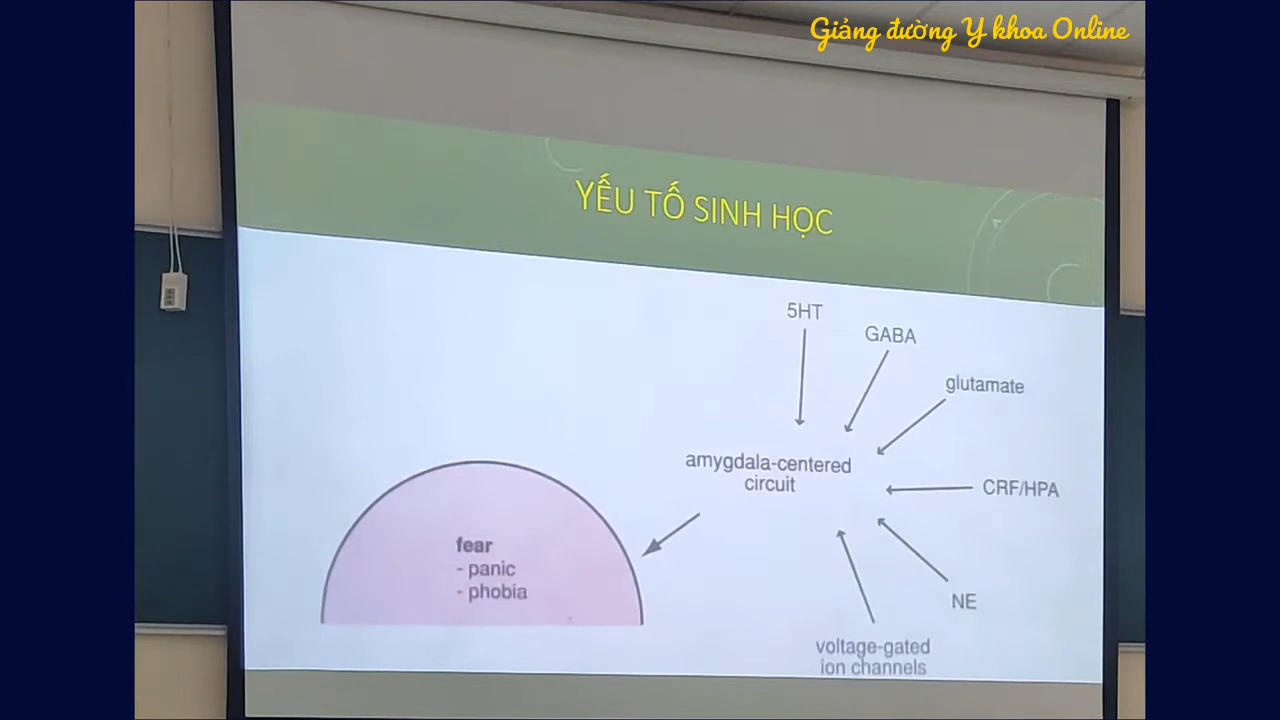 Giảng đường Y khoa Online
YẾU TỐ SINH HỌC
5HT
GABA
glutamate
amygdala-centered
circuit
CRF/HPA
fear
- panic
- phobia
NE
voltage-gated
ion channels